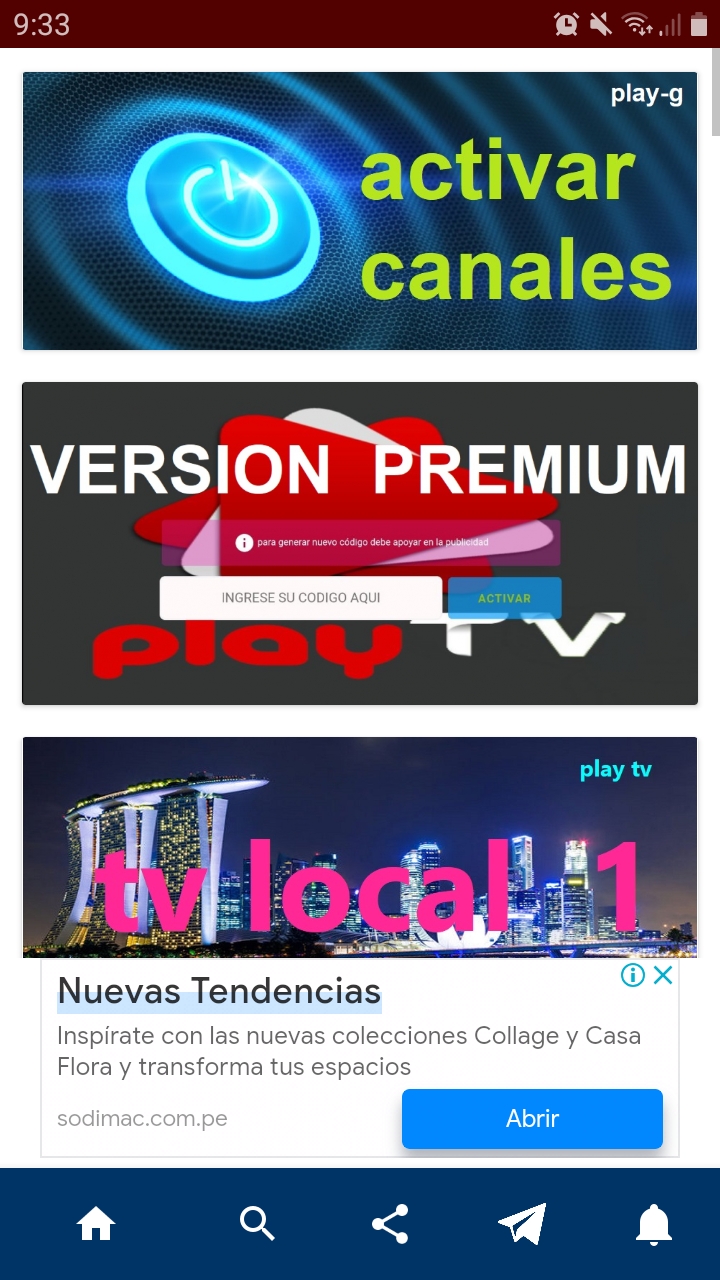 9:33
play-g
activar
canales
VERSION PREMIUM
para generar nuevo código debe apoyar en la publicidad
INGRESE SU CODIGO AQUI
ACTIVAR
play TV
play tv
tv local 1
Nuevas Tendencias
Inspírate con las nuevas colecciones Collage y Casa
Flora y transforma tus espacios
sodimac.com.pe
Abrir